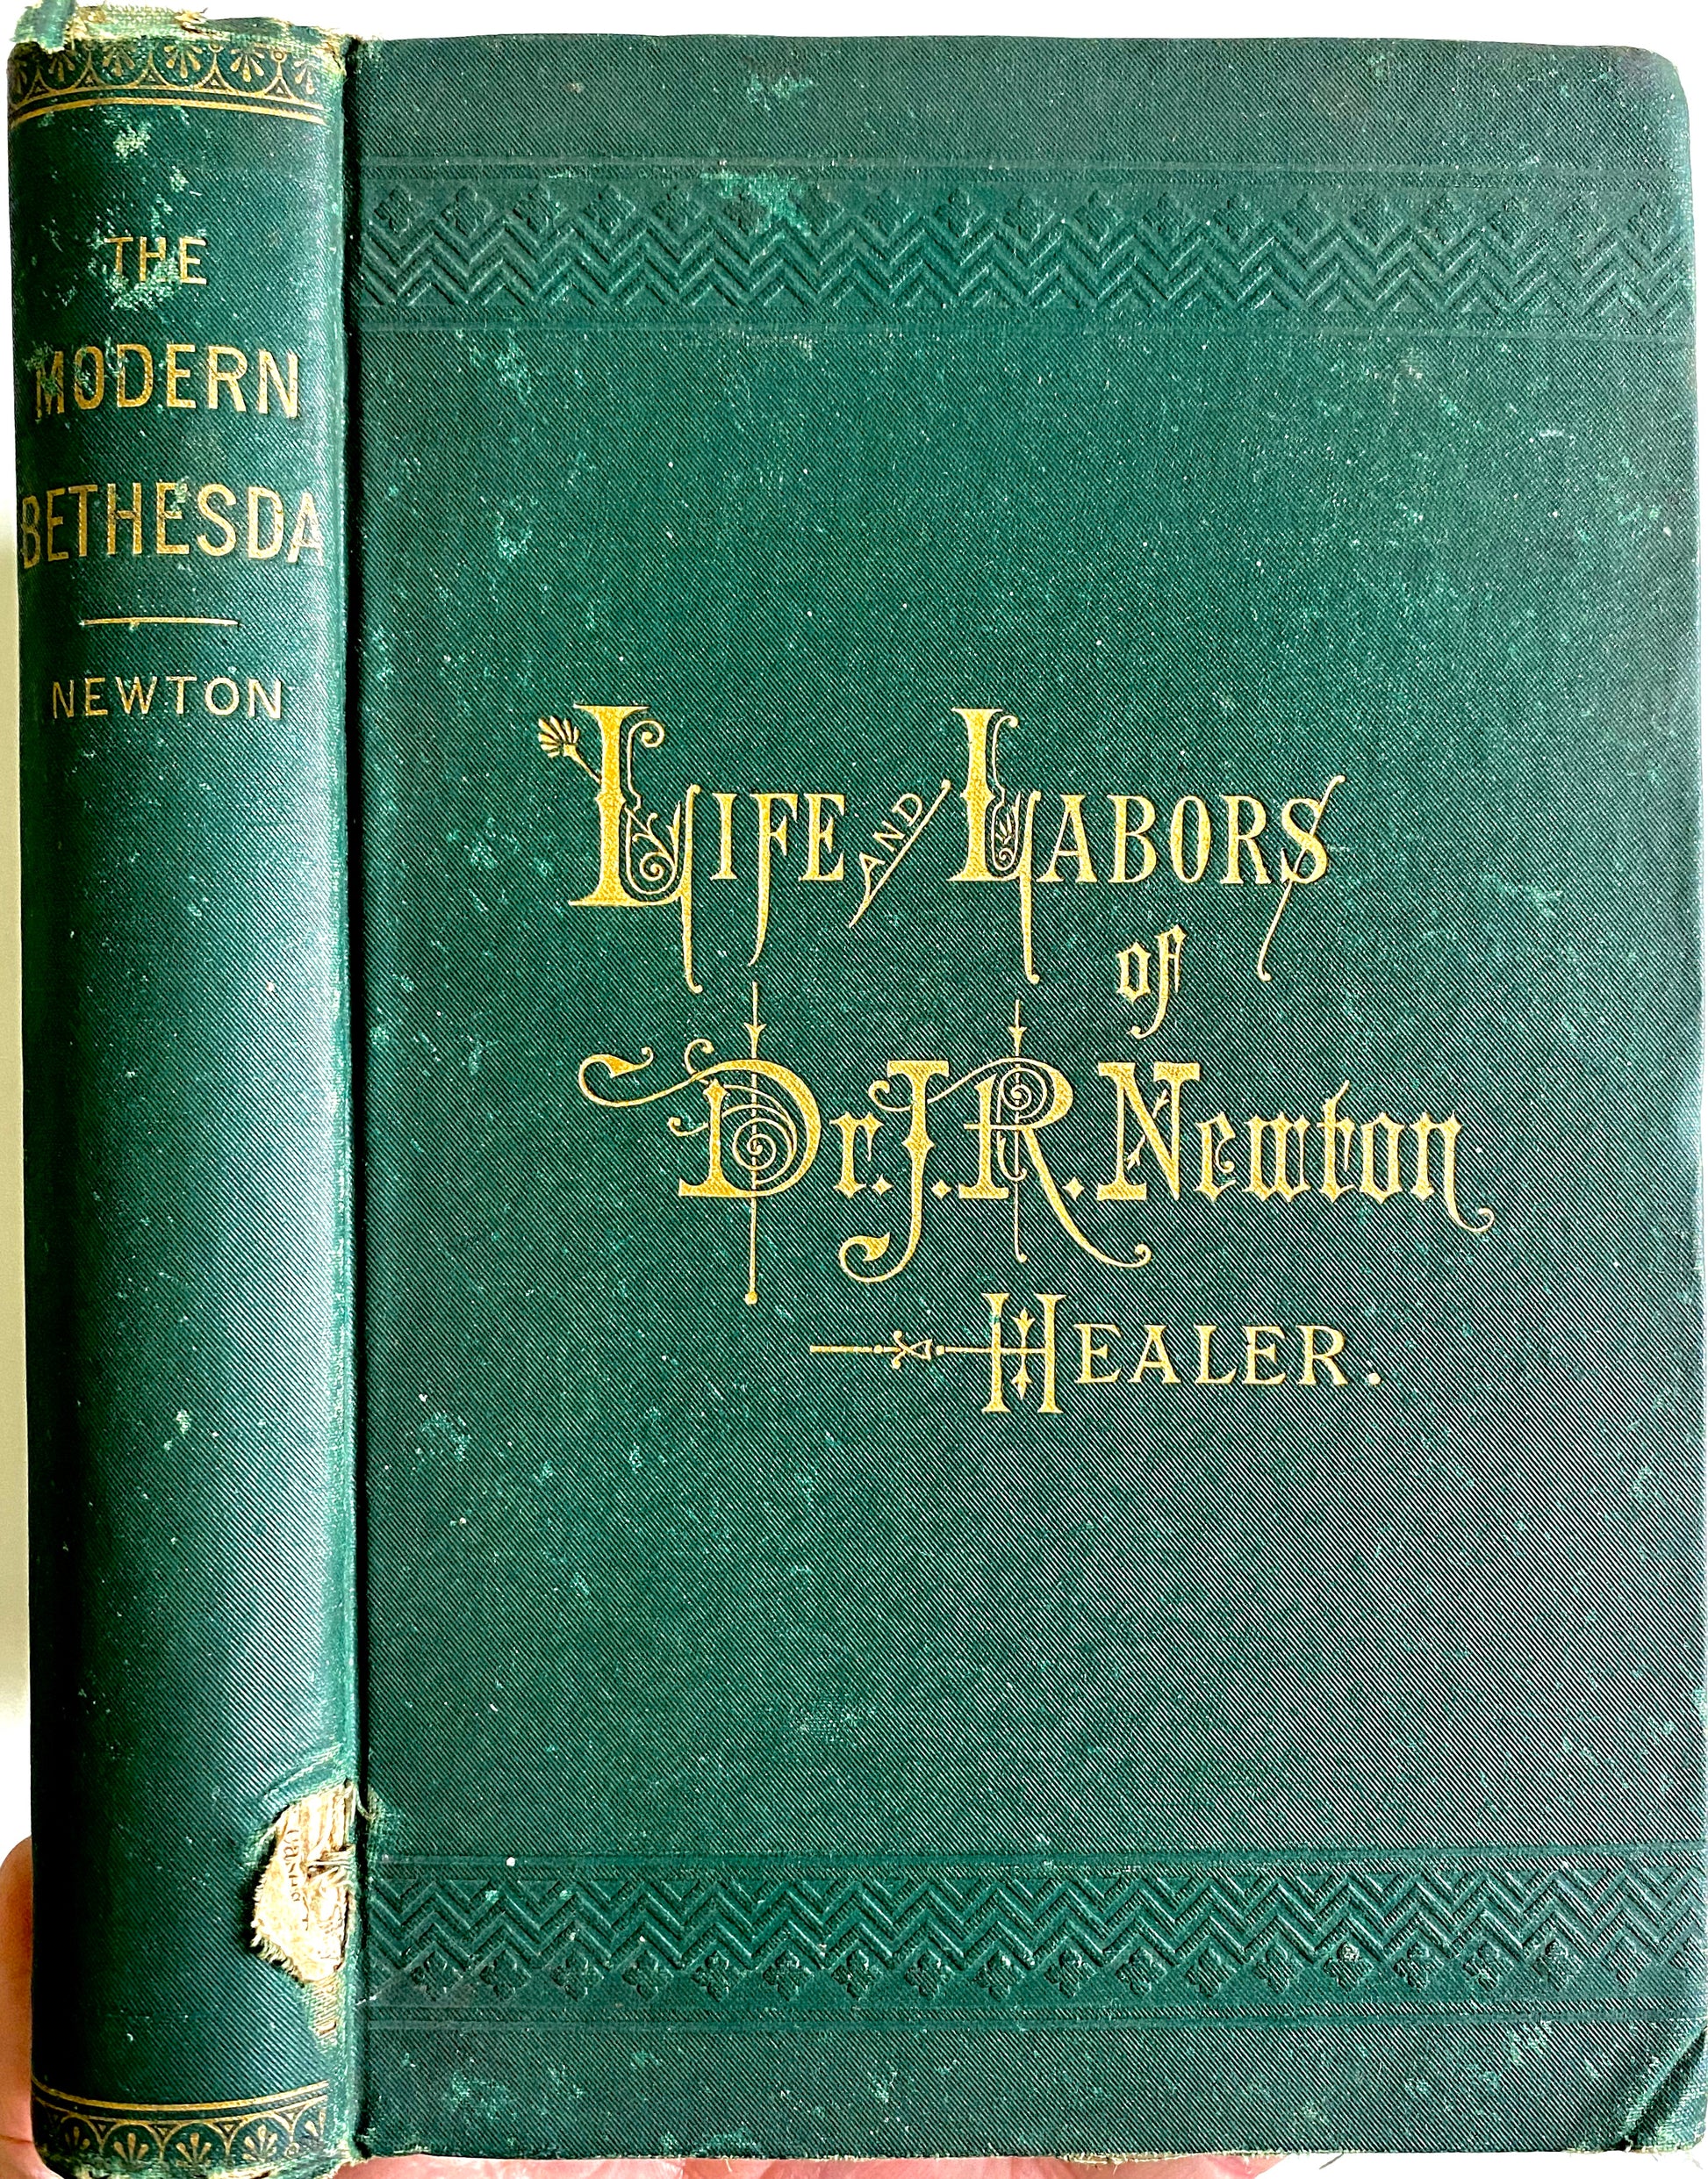 THE
MODERN
BETHESDA
NEWTON
LIFE AND LABORS
of
Dr. J. R. Newton
HEALER.